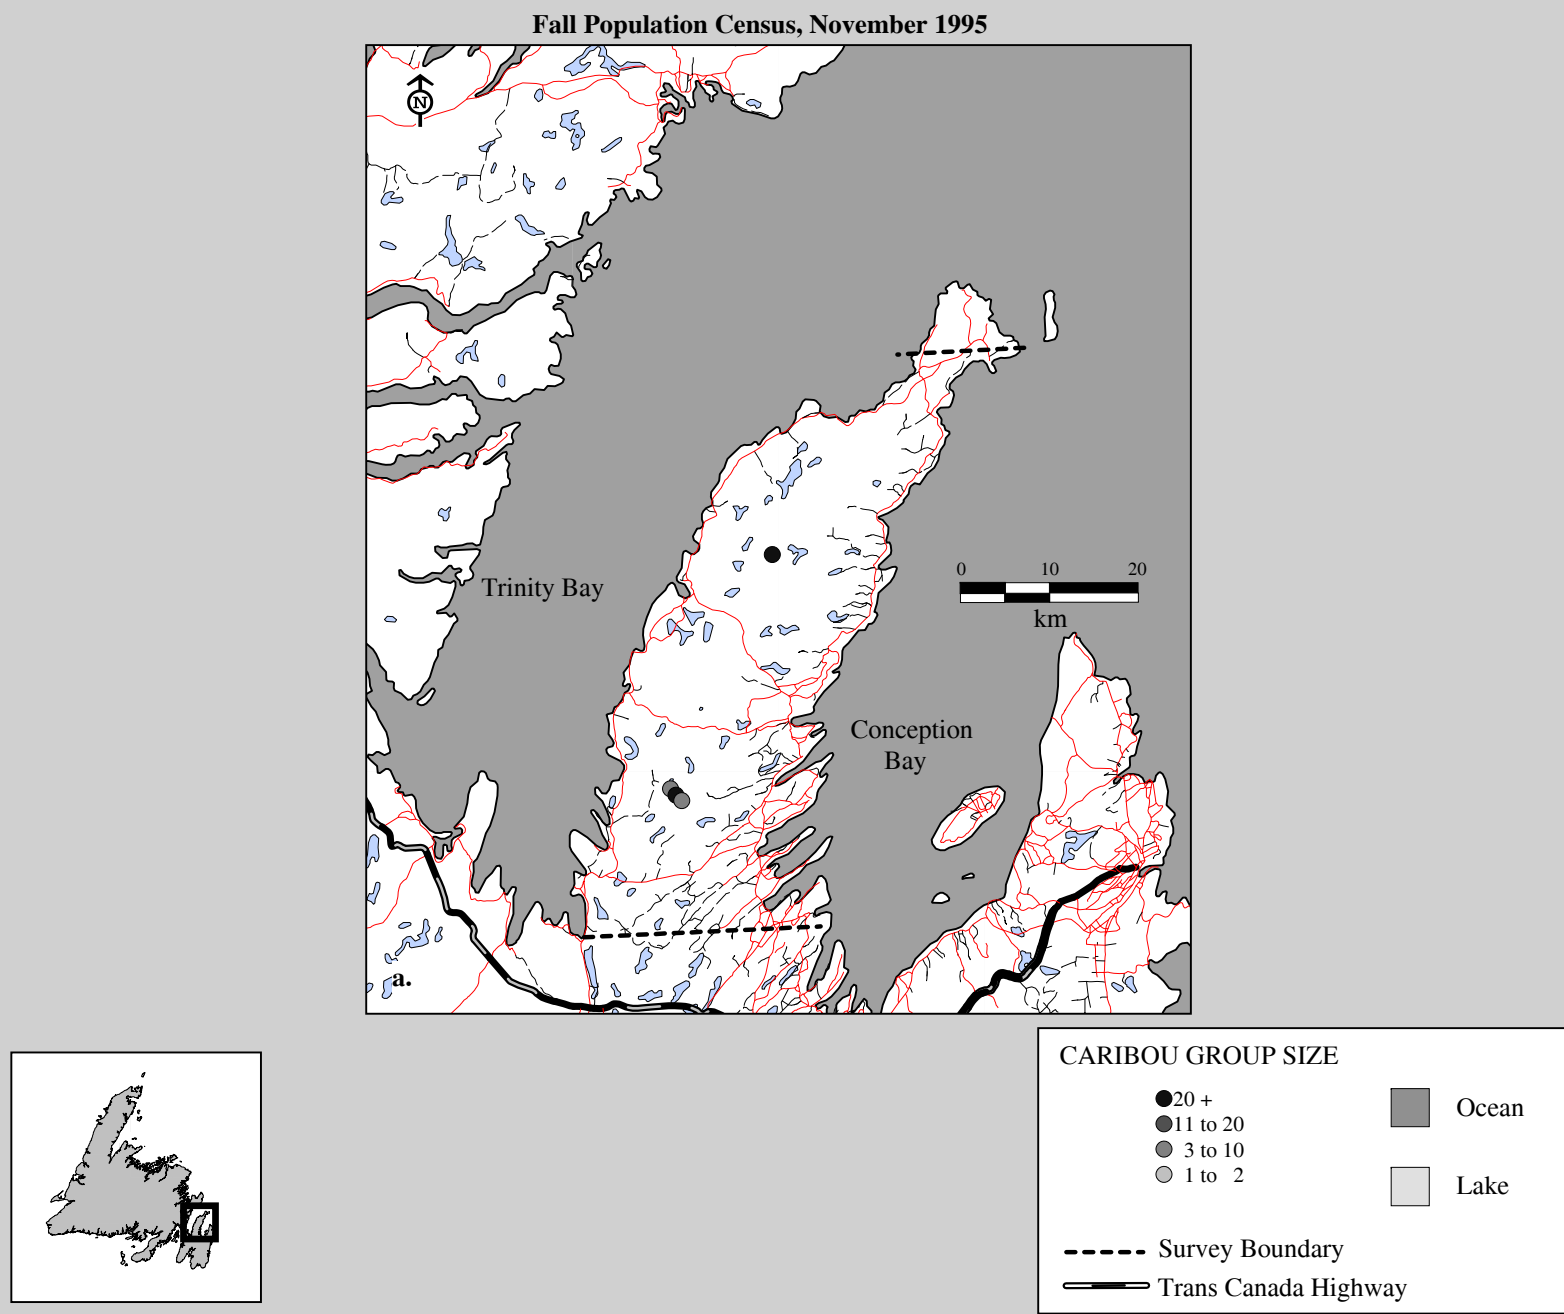 Fall Population Census, November 1995
N
Trinity Bay
0 10 20
km
Conception
Bay
a.
CARIBOU GROUP SIZE
20 +
11 to 20
3 to 10
1 to 2
Ocean
Lake
Survey Boundary
Trans Canada Highway